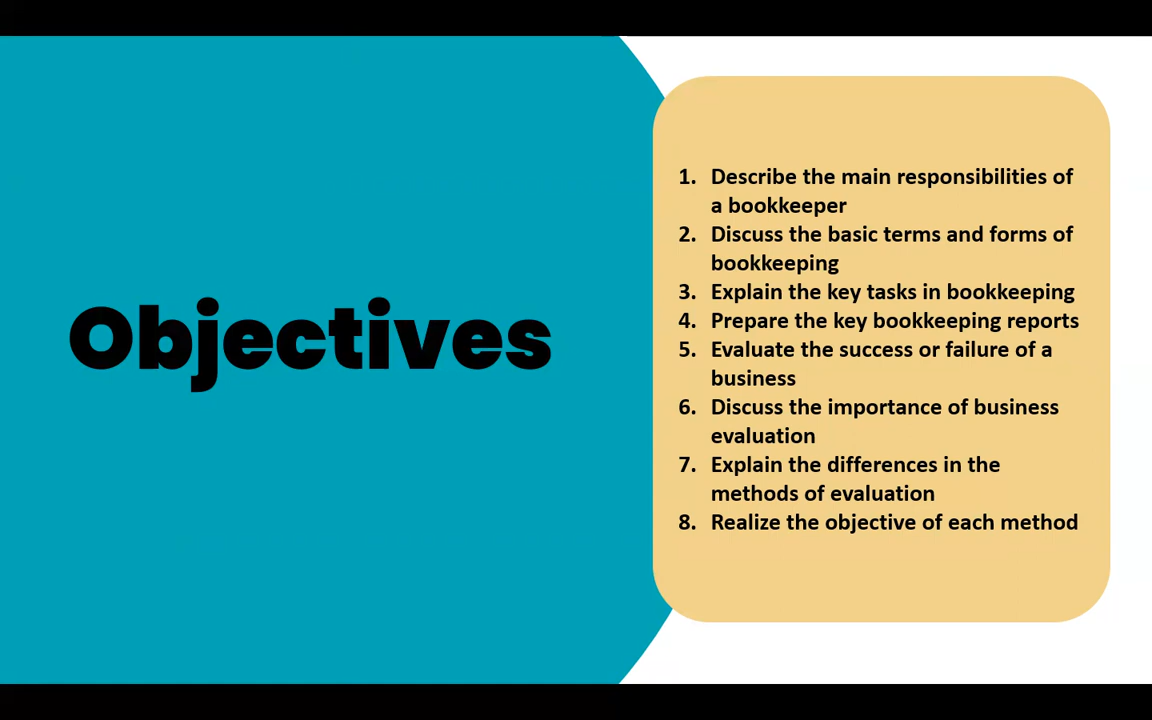 Objectives
1. Describe the main responsibilities of
a bookkeeper
2. Discuss the basic terms and forms of
bookkeeping
3. Explain the key tasks in bookkeeping
4. Prepare the key bookkeeping reports
5. Evaluate the success or failure of a
business
6. Discuss the importance of business
evaluation
7. Explain the differences in the
methods of evaluation
8. Realize the objective of each method